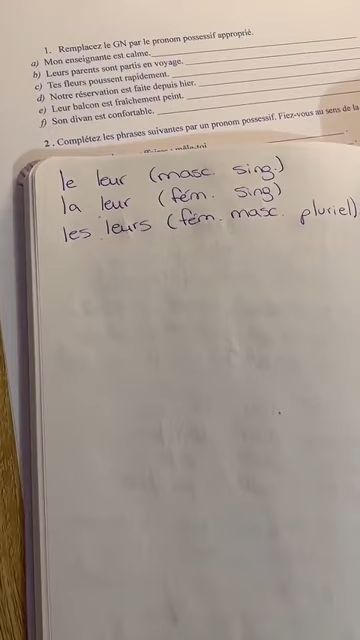 1. Remplacez le GN par le pronom possessif approprié.
a) Mon enseignante est calme.
b) Leurs parents sont partis en voyage.
c) Tes fleurs poussent rapidement.
d) Notre réservation est faite depuis hier.
e) Leur balcon est fraîchement peint.
f) Son divan est confortable.
2. Complétez les phrases suivantes par un pronom possessif. Fiez-vous au sens de la
le leur (masc. sing.)
la leur (fém. sing)
les leurs (fém. masc. pluriel)